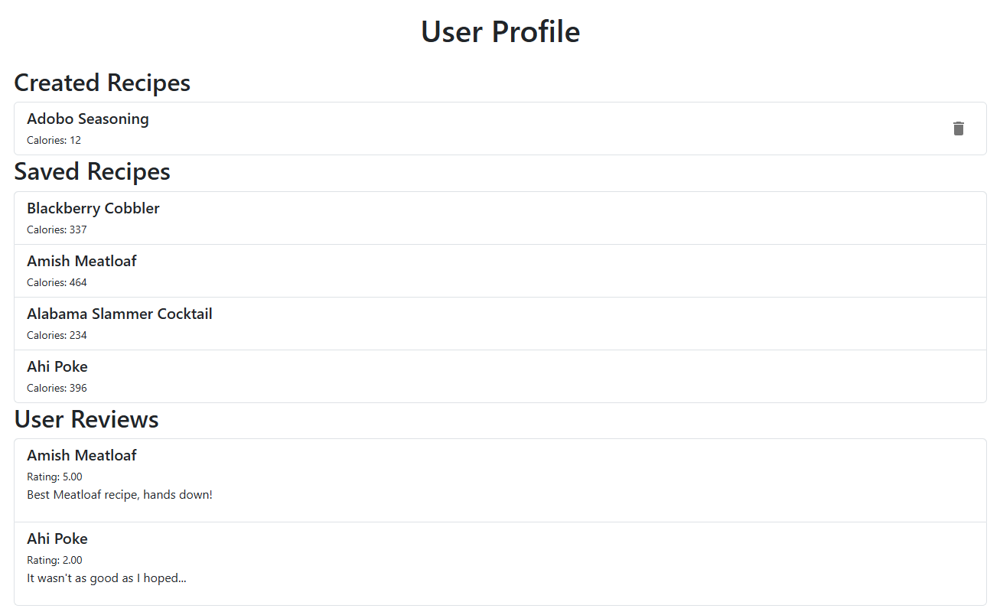 User Profile
Created Recipes
Adobo Seasoning
Calories: 12
Saved Recipes
Blackberry Cobbler
Calories: 337
Amish Meatloaf
Calories: 464
Alabama Slammer Cocktail
Calories: 234
Ahi Poke
Calories: 396
User Reviews
Amish Meatloaf
Rating: 5.00
Best Meatloaf recipe, hands down!
Ahi Poke
Rating: 2.00
It wasn't as good as I hoped...